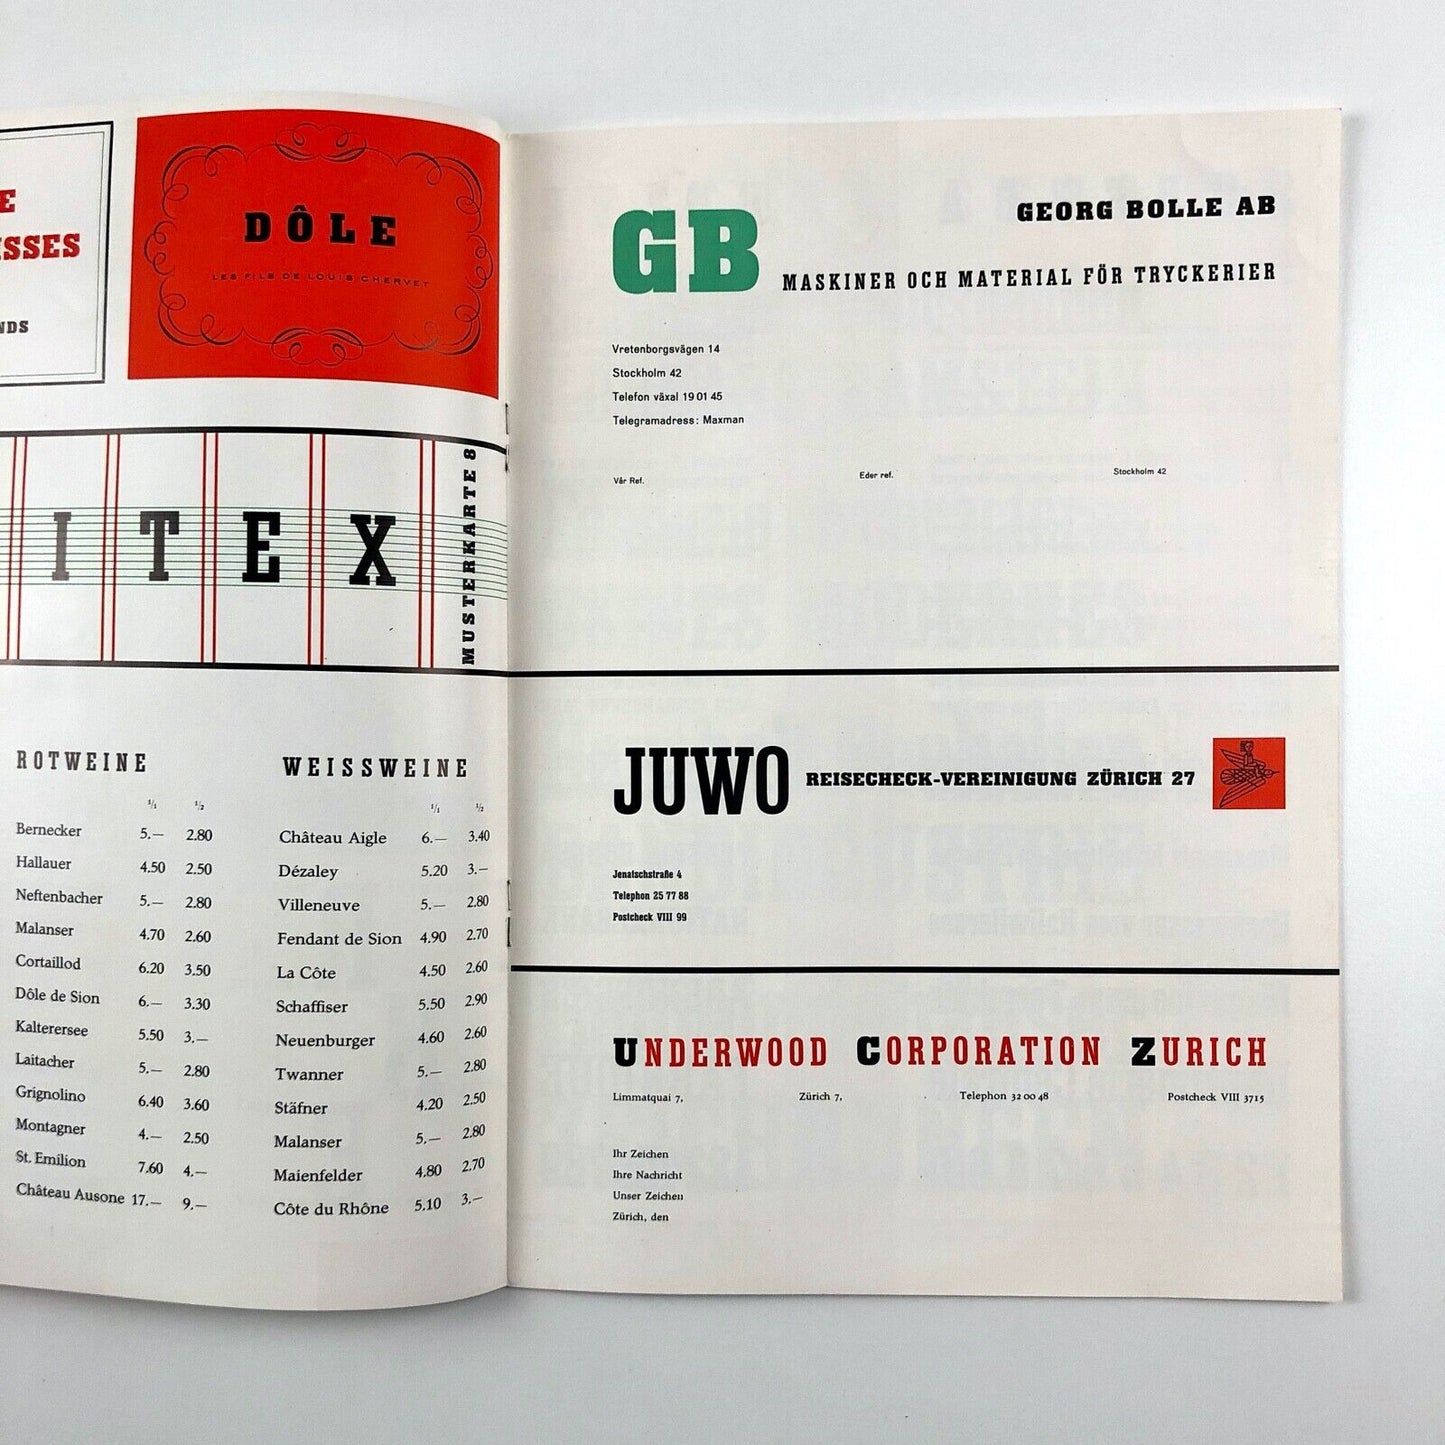 E
ISSES
NDS
DÔLE
LES FILS DE LOUIS CHERVET
ITEX
MUSTERKARTE 8
ROTWEINE
1/1 1/2
Bernecker 5.— 2.80
Hallauer 4.50 2.50
Neftenbacher 5.— 2.80
Malanser 4.70 2.60
Cortaillod 6.20 3.50
Dôle de Sion 6.— 3.30
Kalterersee 5.50 3.—
Laitacher 5.— 2.80
Grignolino 6.40 3.60
Montagner 4.— 2.50
St. Emilion 7.60 4.—
Château Ausone 17.— 9.—
WEISSWEINE
1/1 1/2
Château Aigle 6.— 3.40
Dézaley 5.20 3.—
Villeneuve 5.— 2.80
Fendant de Sion 4.90 2.70
La Côte 4.50 2.60
Schaffiser 5.50 2.90
Neuenburger 4.60 2.60
Twanner 5.— 2.80
Stäfner 4.20 2.50
Malanser 5.— 2.80
Maienfelder 4.80 2.70
Côte du Rhône 5.10 3.—
GB
GEORG BOLLE AB
MASKINER OCH MATERIAL FÖR TRYCKERIER
Vretenborgsvägen 14
Stockholm 42
Telefon växal 19 01 45
Telegramadress: Maxman
Vår Ref. Eder ref. Stockholm 42
JUWO REISECHECK-VEREINIGUNG ZÜRICH 27
Jenatschstraße 4
Telephon 25 77 88
Postcheck VIII 99
UNDERWOOD CORPORATION ZURICH
Limmatquai 7, Zürich 7, Telephon 32 00 48 Postcheck VIII 3715
Ihr Zeichen
Ihre Nachricht
Unser Zeichen
Zürich, den